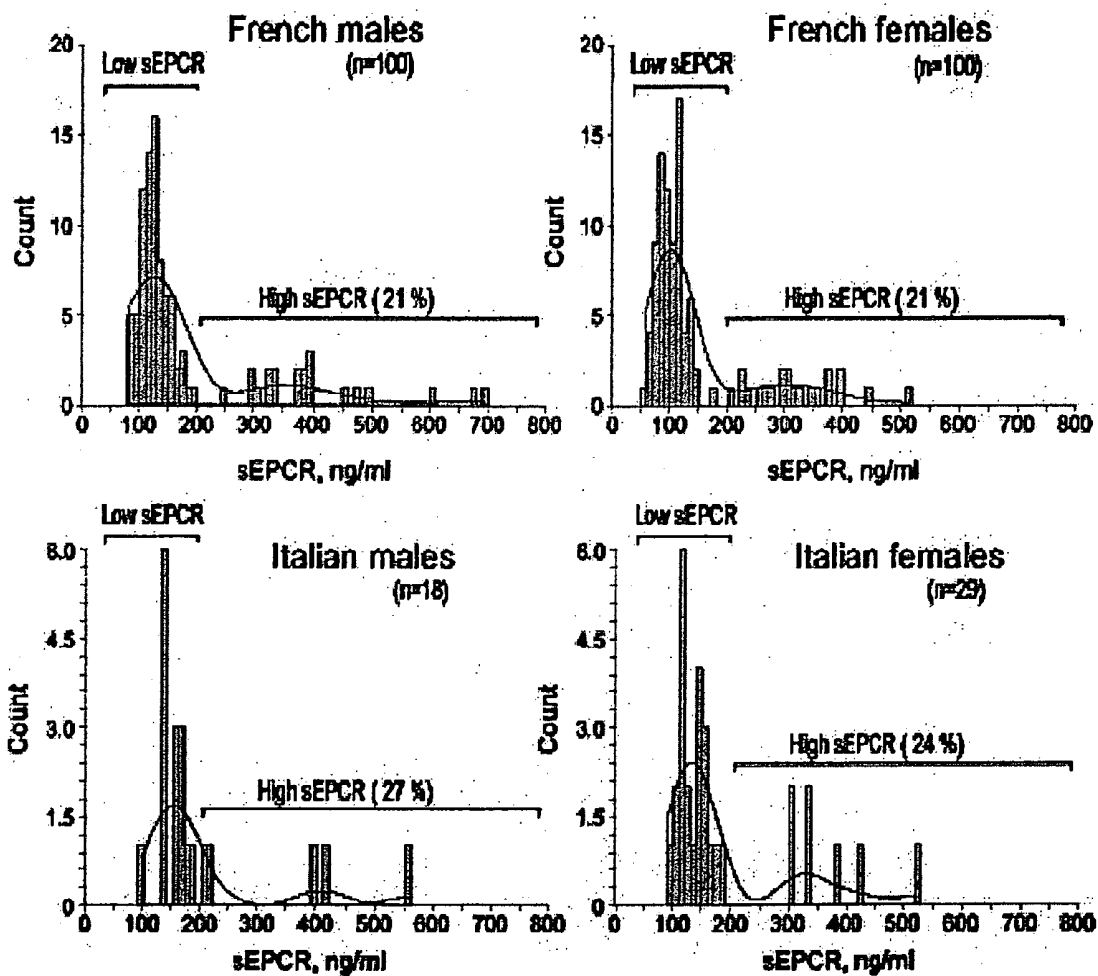 French males
(n=100)
Low sEPCR
20
15
10
5
0
Count
High sEPCR ( 21 %)
100 200 300 400 500 600 700 800
sEPCR, ng/ml
French females
(n=100)
Low sEPCR
20
15
10
5
0
Count
High sEPCR ( 21 %)
0 100 200 300 400 500 600 700 800
sEPCR, ng/ml
Low sEPCR
Italian males
(n=18)
6.0
4.5
3.0
1.5
0
Count
High sEPCR ( 27 %)
0 100 200 300 400 500 600 700 800
sEPCR, ng/ml
Low sEPCR
Italian females
(n=29)
6.0
4.5
3.0
1.5
0
Count
High sEPCR ( 24 %)
0 100 200 300 400 500 600 700 800
sEPCR, ng/ml